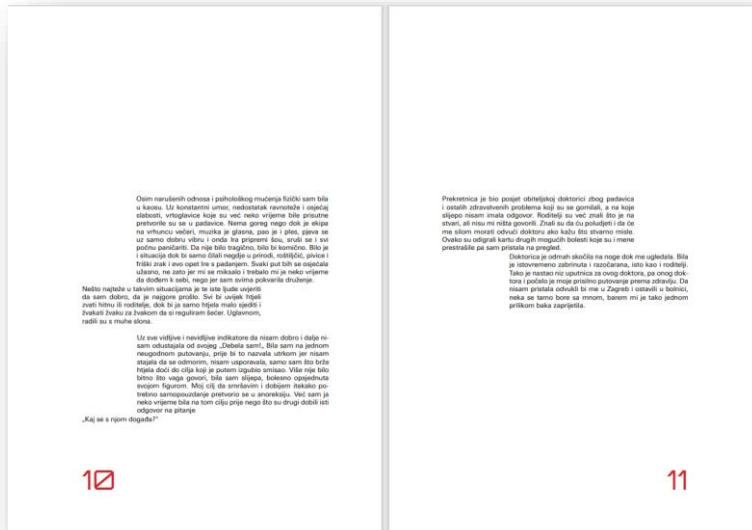 Osim narušenih odnosa i psihološkog mučenja fizički sam bila
u kaosu. Uz konstantni umor, nedostatak ravnoteže i osjećaj
slabosti, vrtoglavice koje su već neko vrijeme bile prisutne
pretvorile su se u padavice. Nema goreg nego dok je ekipa
na vrhuncu večeri, muzika je glasna, pao je i ples, pjeva se
uz samo dobru vibru i onda Ira pripremi šou, sruši se i svi
počnu paničariti. Da nije bilo tragično, bilo bi komično. Bilo je
i situacija dok bi samo čilali negdje u prirodi, roštiljčić, pivice i
friški zrak i evo opet Ire s padanjem. Svaki put bih se osjećala
užasno, ne zato jer mi se miksalo i trebalo mi je neko vrijeme
da dođem k sebi, nego jer sam svima pokvarila druženje.
Nešto najteže u takvim situacijama je te iste ljude uvjeriti
da sam dobro, da je najgore prošlo. Svi bi uvijek htjeli
zvati hitnu ili roditelje, dok bi ja samo htjela malo sjediti i
žvakati žvaku za žvakom da si reguliram šećer. Uglavnom,
radili su s muhe slona.
Uz sve vidljive i nevidljive indikatore da nisam dobro i dalje ni-
sam odustajala od svojeg „Debela sam!„ Bila sam na jednom
neugodnom putovanju, prije bi to nazvala utrkom jer nisam
stajala da se odmorim, nisam usporavala, samo sam što brže
htjela doći do cilja koji je putem izgubio smisao. Više nije bilo
bitno što vaga govori, bila sam slijepa, bolesno opsjednuta
svojom figurom. Moj cilj da smršavim i dobijem itekako po-
trebno samopouzdanje pretvorio se u anoreksiju. Već sam ja
neko vrijeme bila na tom cilju prije nego što su drugi dobili isti
odgovor na pitanje
„Kaj se s njom događa?"
10
Prekretnica je bio posjet obiteljskoj doktorici zbog padavica
i ostalih zdravstvenih problema koji su se gomilali, a na koje
slijepo nisam imala odgovor. Roditelji su već znali što je na
stvari, ali nisu mi ništa govorili. Znali su da ću poludjeti i da će
me silom morati odvući doktoru ako kažu što stvarno misle.
Ovako su odigrali kartu drugih mogućih bolesti koje su i mene
prestrašile pa sam pristala na pregled.
Doktorica je odmah skočila na noge dok me ugledala. Bila
je istovremeno zabrinuta i razočarana, isto kao i roditelji.
Tako je nastao niz uputnica za ovog doktora, pa onog dok-
tora i počelo je moje prisilno putovanje prema zdravlju. Da
nisam pristala odvukli bi me u Zagreb i ostavili u bolnici,
neka se tamo bore sa mnom, barem mi je tako jednom
prilikom baka zaprijetila.
11